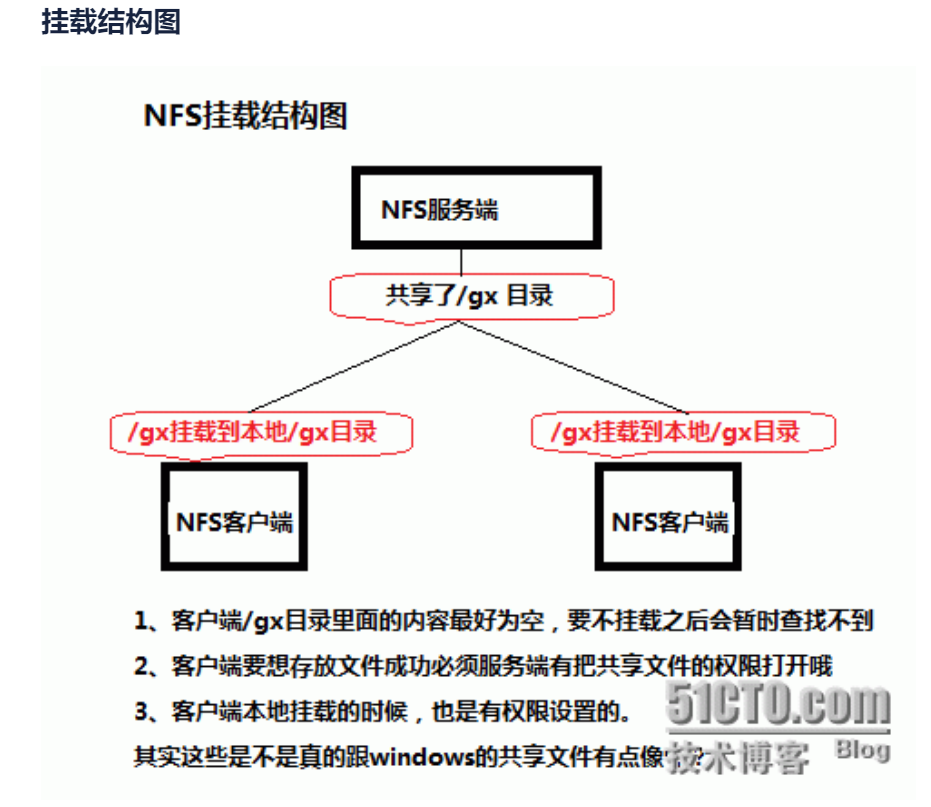 挂载结构图
NFS挂载结构图
NFS服务端
共享了/gx 目录
/gx挂载到本地/gx目录
/gx挂载到本地/gx目录
NFS客户端
NFS客户端
1、客户端/gx目录里面的内容最好为空，要不挂载之后会暂时查找不到
2、客户端要想存放文件成功必须服务端有把共享文件的权限打开哦
3、客户端本地挂载的时候，也是有权限设置的。
其实这些是不是真的跟windows的共享文件有点像
51CTO.com
技术博客 Blog